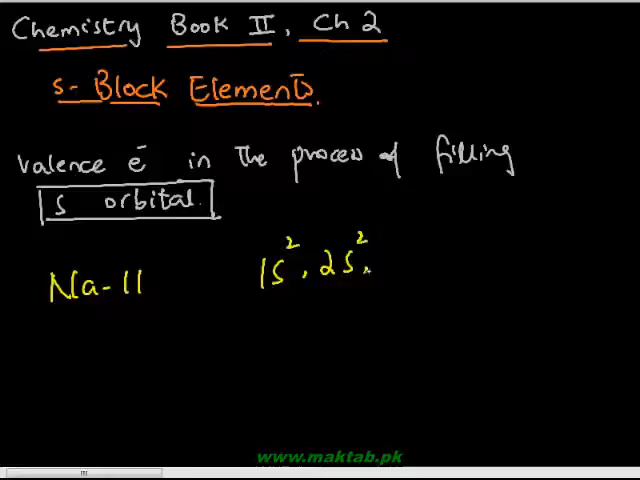 Chemistry Book II, Ch 2
s-Block Elements.
valence e⁻ in the process of filling
s orbital.
Na-11 1s², 2s²,
www.maktab.pk